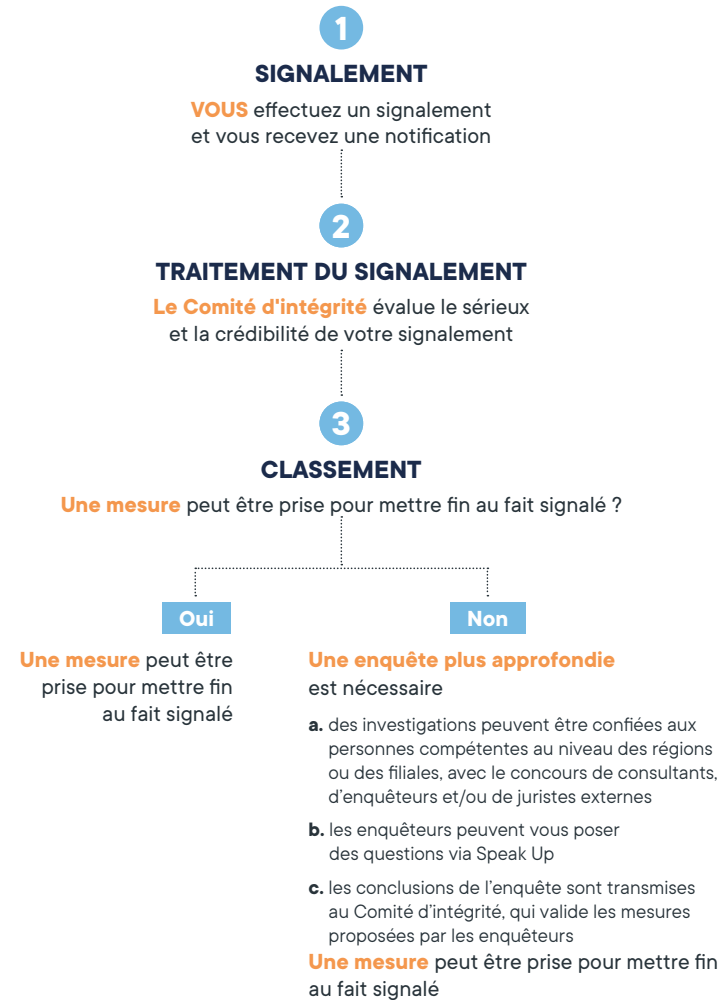 1
SIGNALEMENT
VOUS effectuez un signalement
et vous recevez une notification
2
TRAITEMENT DU SIGNALEMENT
Le Comité d'intégrité évalue le sérieux
et la crédibilité de votre signalement
3
CLASSEMENT
Une mesure peut être prise pour mettre fin au fait signalé ?
Oui
Une mesure peut être
prise pour mettre fin
au fait signalé
Non
Une enquête plus approfondie
est nécessaire
a. des investigations peuvent être confiées aux
personnes compétentes au niveau des régions
ou des filiales, avec le concours de consultants,
d'enquêteurs et/ou de juristes externes
b. les enquêteurs peuvent vous poser
des questions via Speak Up
c. les conclusions de l'enquête sont transmises
au Comité d'intégrité, qui valide les mesures
proposées par les enquêteurs
Une mesure peut être prise pour mettre fin
au fait signalé